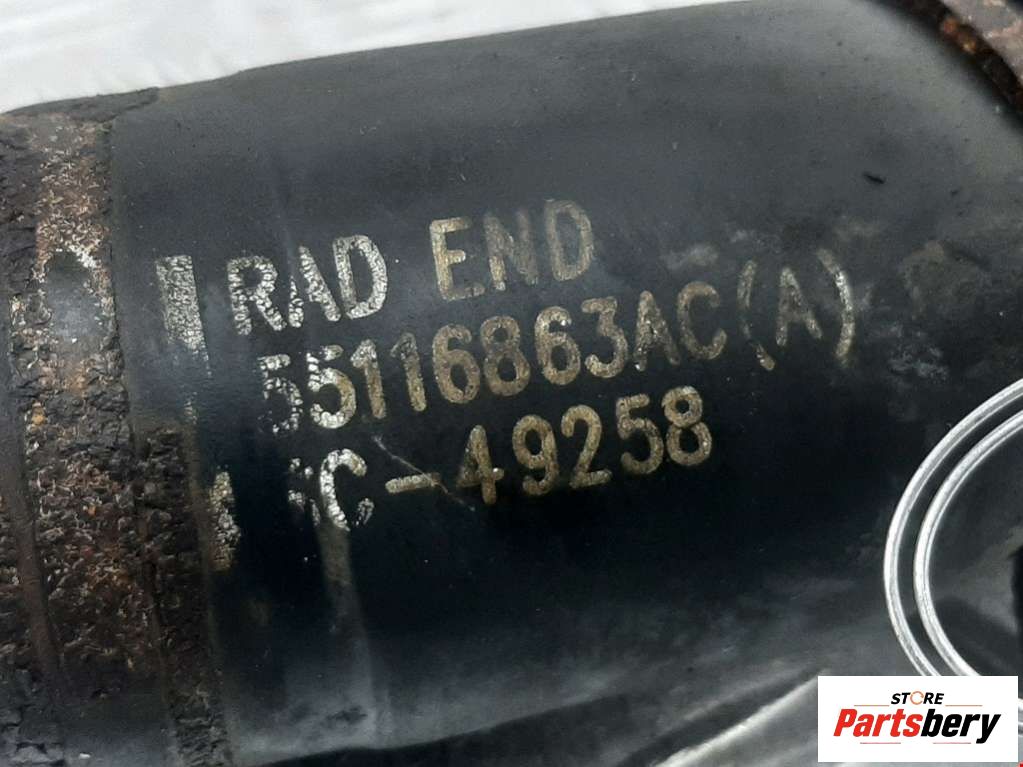 RAD END
55116863AC(A)
C-49258
STORE
Partsbery